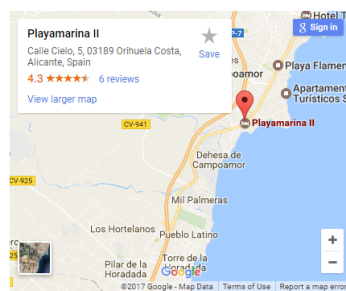 Hotel T
Playamarina II
Save
P-7
Sign in
Calle Cielo, 5, 03189 Orihuela Costa,
Alicante, Spain
4.3 6 reviews
View larger map
Playa Flamen
oamor
Apartament
Turísticos S
CV-941
Playamarina II
Dehesa de
Campoamor
CV-925
Mil Palmeras
Los Hortelanos
Pueblo Latino
Pilar de la
Horadada
Torre de la
Horadada
Google
©2017 Google - Map Data
Terms of Use
Report a map error